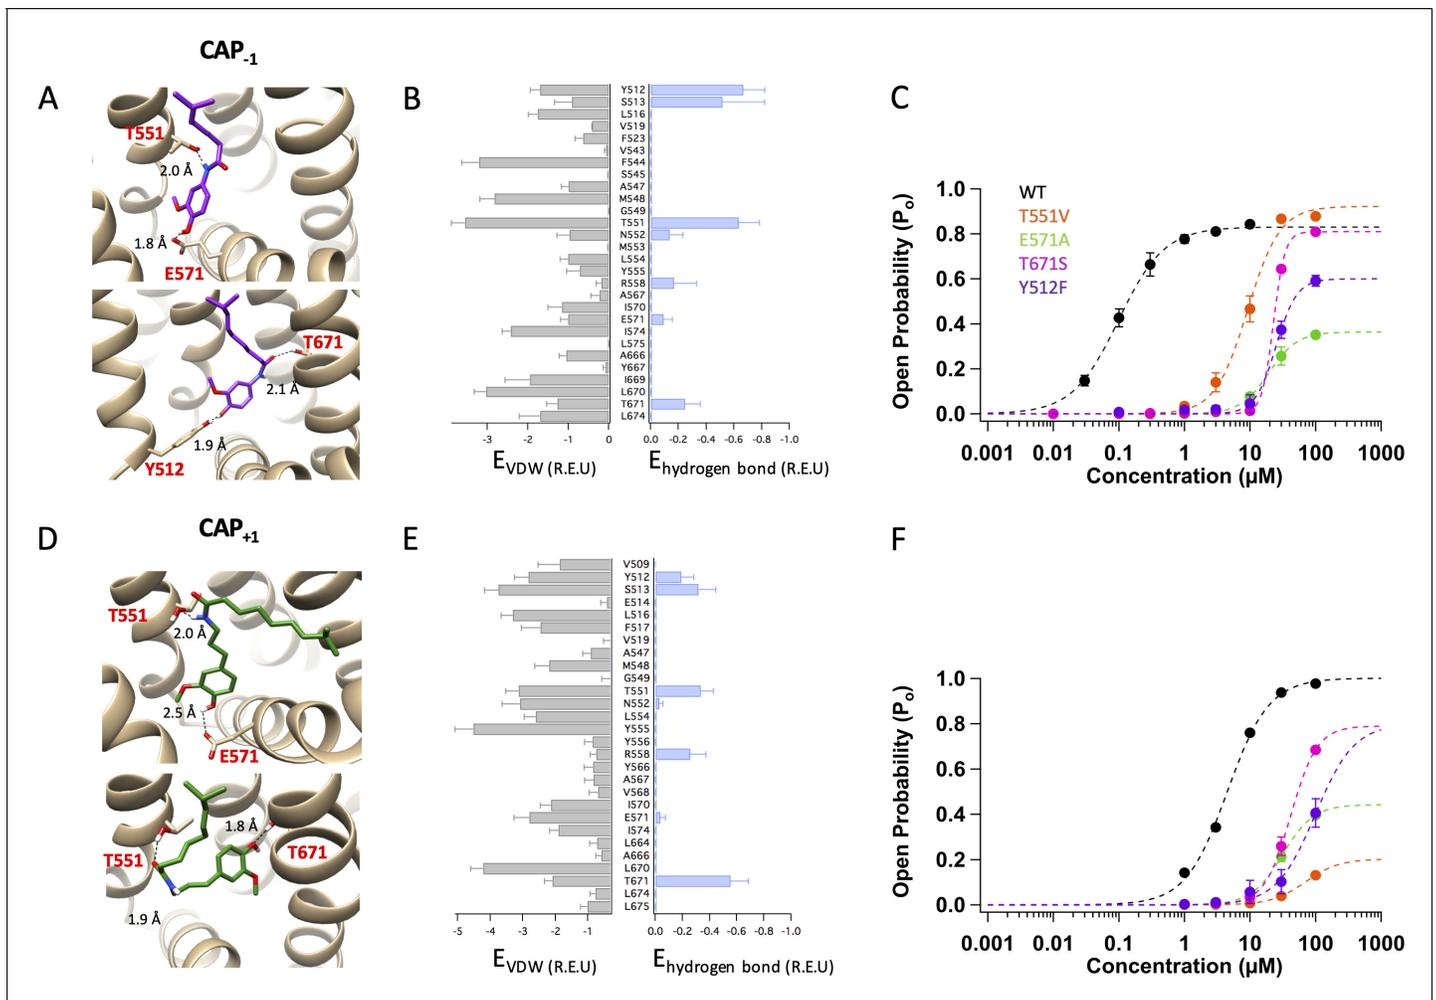 CAP-1
A
T551
2.0 Å
1.8 Å
E571
T671
2.1 Å
1.9 Å
Y512
B
Y512
S513
L516
V519
F523
V543
F544
S545
A547
M548
G549
T551
N552
M553
L554
Y555
R558
A567
I570
E571
I574
L575
A666
Y667
I669
L670
T671
L674
-3 -2 -1 0
0.0 -0.2 -0.4 -0.6 -0.8 -1.0
EVDW (R.E.U)
Ehydrogen bond (R.E.U)
C
WT
T551V
E571A
T671S
Y512F
Open Probability (Po)
1.0
0.8
0.6
0.4
0.2
0.0
0.001 0.01 0.1 1 10 100 1000
Concentration (µM)
CAP+1
D
T551
2.0 Å
2.5 Å
E571
1.8 Å
T551
T671
1.9 Å
E
V509
Y512
S513
E514
L516
F517
V519
A547
M548
G549
T551
N552
L554
Y555
Y556
R558
Y566
A567
V568
I570
E571
I574
L664
A666
L670
T671
L674
L675
-5 -4 -3 -2 -1
0.0 -0.2 -0.4 -0.6 -0.8 -1.0
EVDW (R.E.U)
Ehydrogen bond (R.E.U)
F
Open Probability (Po)
1.0
0.8
0.6
0.4
0.2
0.0
0.001 0.01 0.1 1 10 100 1000
Concentration (µM)